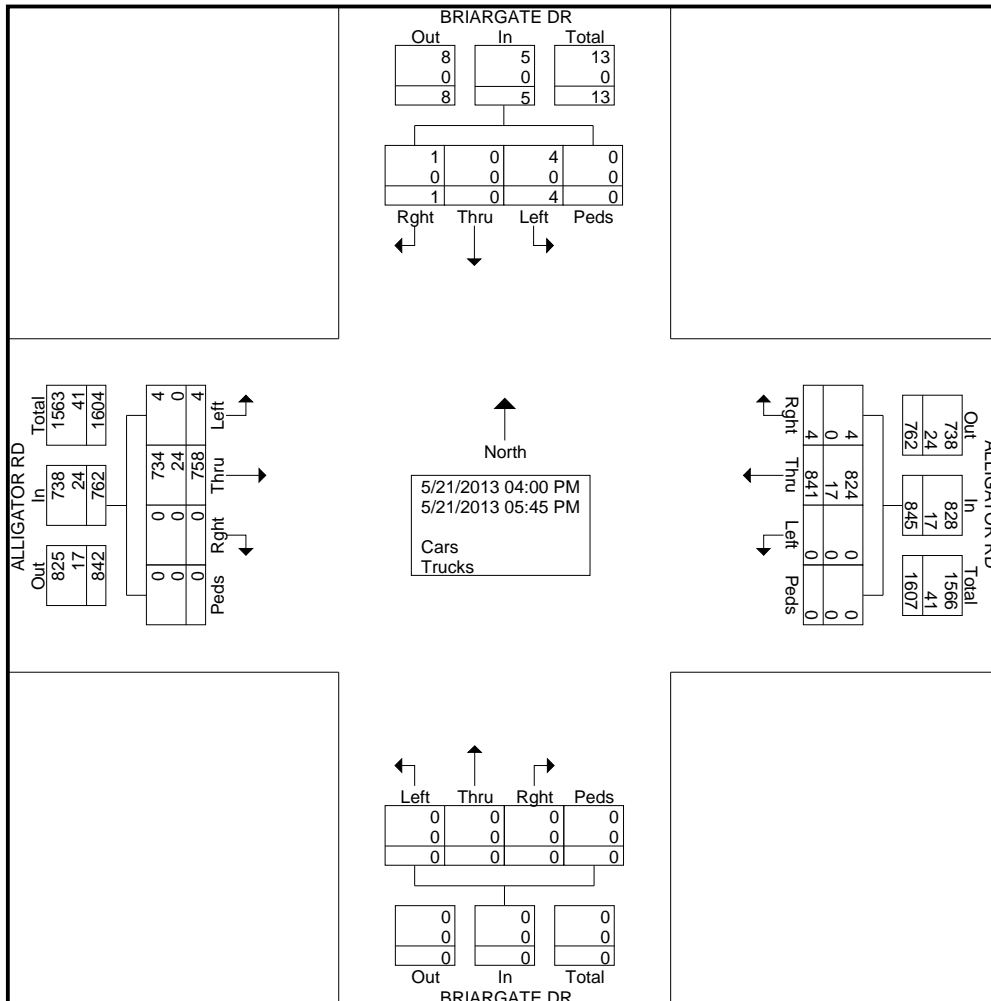 BRIARGATE DR
Out In Total
8 5 13
0 0 0
8 5 13
1 0 4 0
0 0 0 0
1 0 4 0
Rght Thru Left Peds
ALLIGATOR RD
Total In Out
1563 738 825
41 24 17
1604 762 842
4 734 0 0
0 24 0 0
4 758 0 0
Left Thru Rght Peds
North
5/21/2013 04:00 PM
5/21/2013 05:45 PM
Cars
Trucks
Rght Thru Left Peds
4 824 0 0
0 17 0 0
4 841 0 0
Out In Total
738 828 1566
24 17 41
762 845 1607
ALLIGATOR RD
Left Thru Rght Peds
0 0 0 0
0 0 0 0
0 0 0 0
0 0 0
0 0 0
0 0 0
Out In Total
BRIARGATE DR